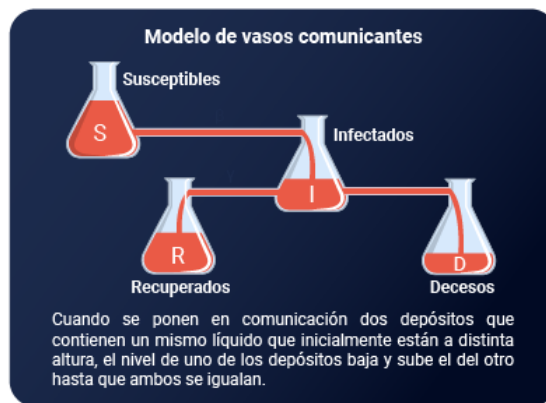 Modelo de vasos comunicantes
Susceptibles
S
Infectados
I
R
D
Recuperados
Decesos
Cuando se ponen en comunicación dos depósitos que
contienen un mismo líquido que inicialmente están a distinta
altura, el nivel de uno de los depósitos baja y sube el del otro
hasta que ambos se igualan.